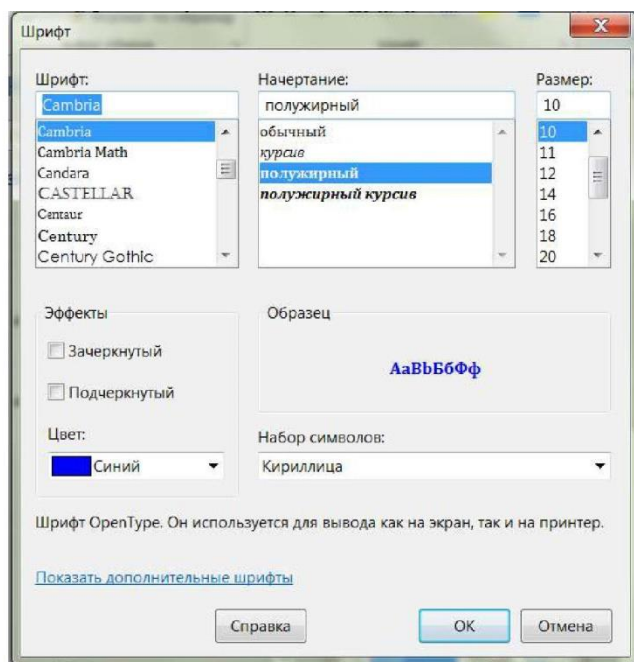 Шрифт
Шрифт:
Cambria
Cambria
Cambria Math
Candara
CASTELLAR
Centaur
Century
Century Gothic
Начертание:
полужирный
обычный
курсив
полужирный
полужирный курсив
Размер:
10
10
11
12
14
16
18
20
Эффекты
Зачеркнутый
Подчеркнутый
Цвет:
Синий
Образец
АаВbБбФф
Набор символов:
Кириллица
Шрифт OpenType. Он используется для вывода как на экран, так и на принтер.
Показать дополнительные шрифты
Справка
OK
Отмена